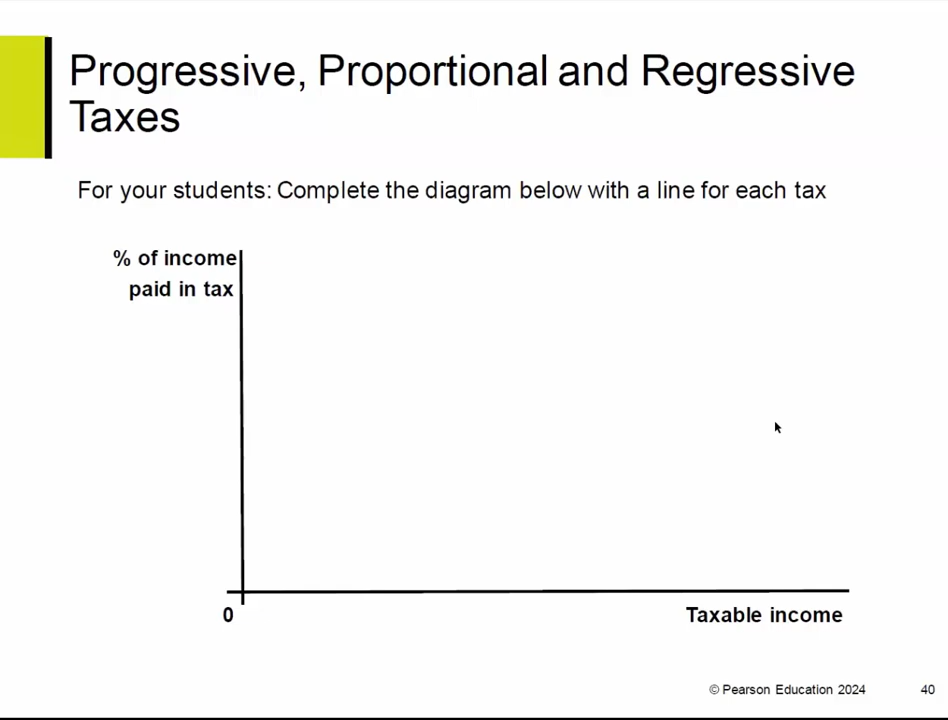 Progressive, Proportional and Regressive
Taxes
For your students: Complete the diagram below with a line for each tax
% of income
paid in tax
0
Taxable income
© Pearson Education 2024
40